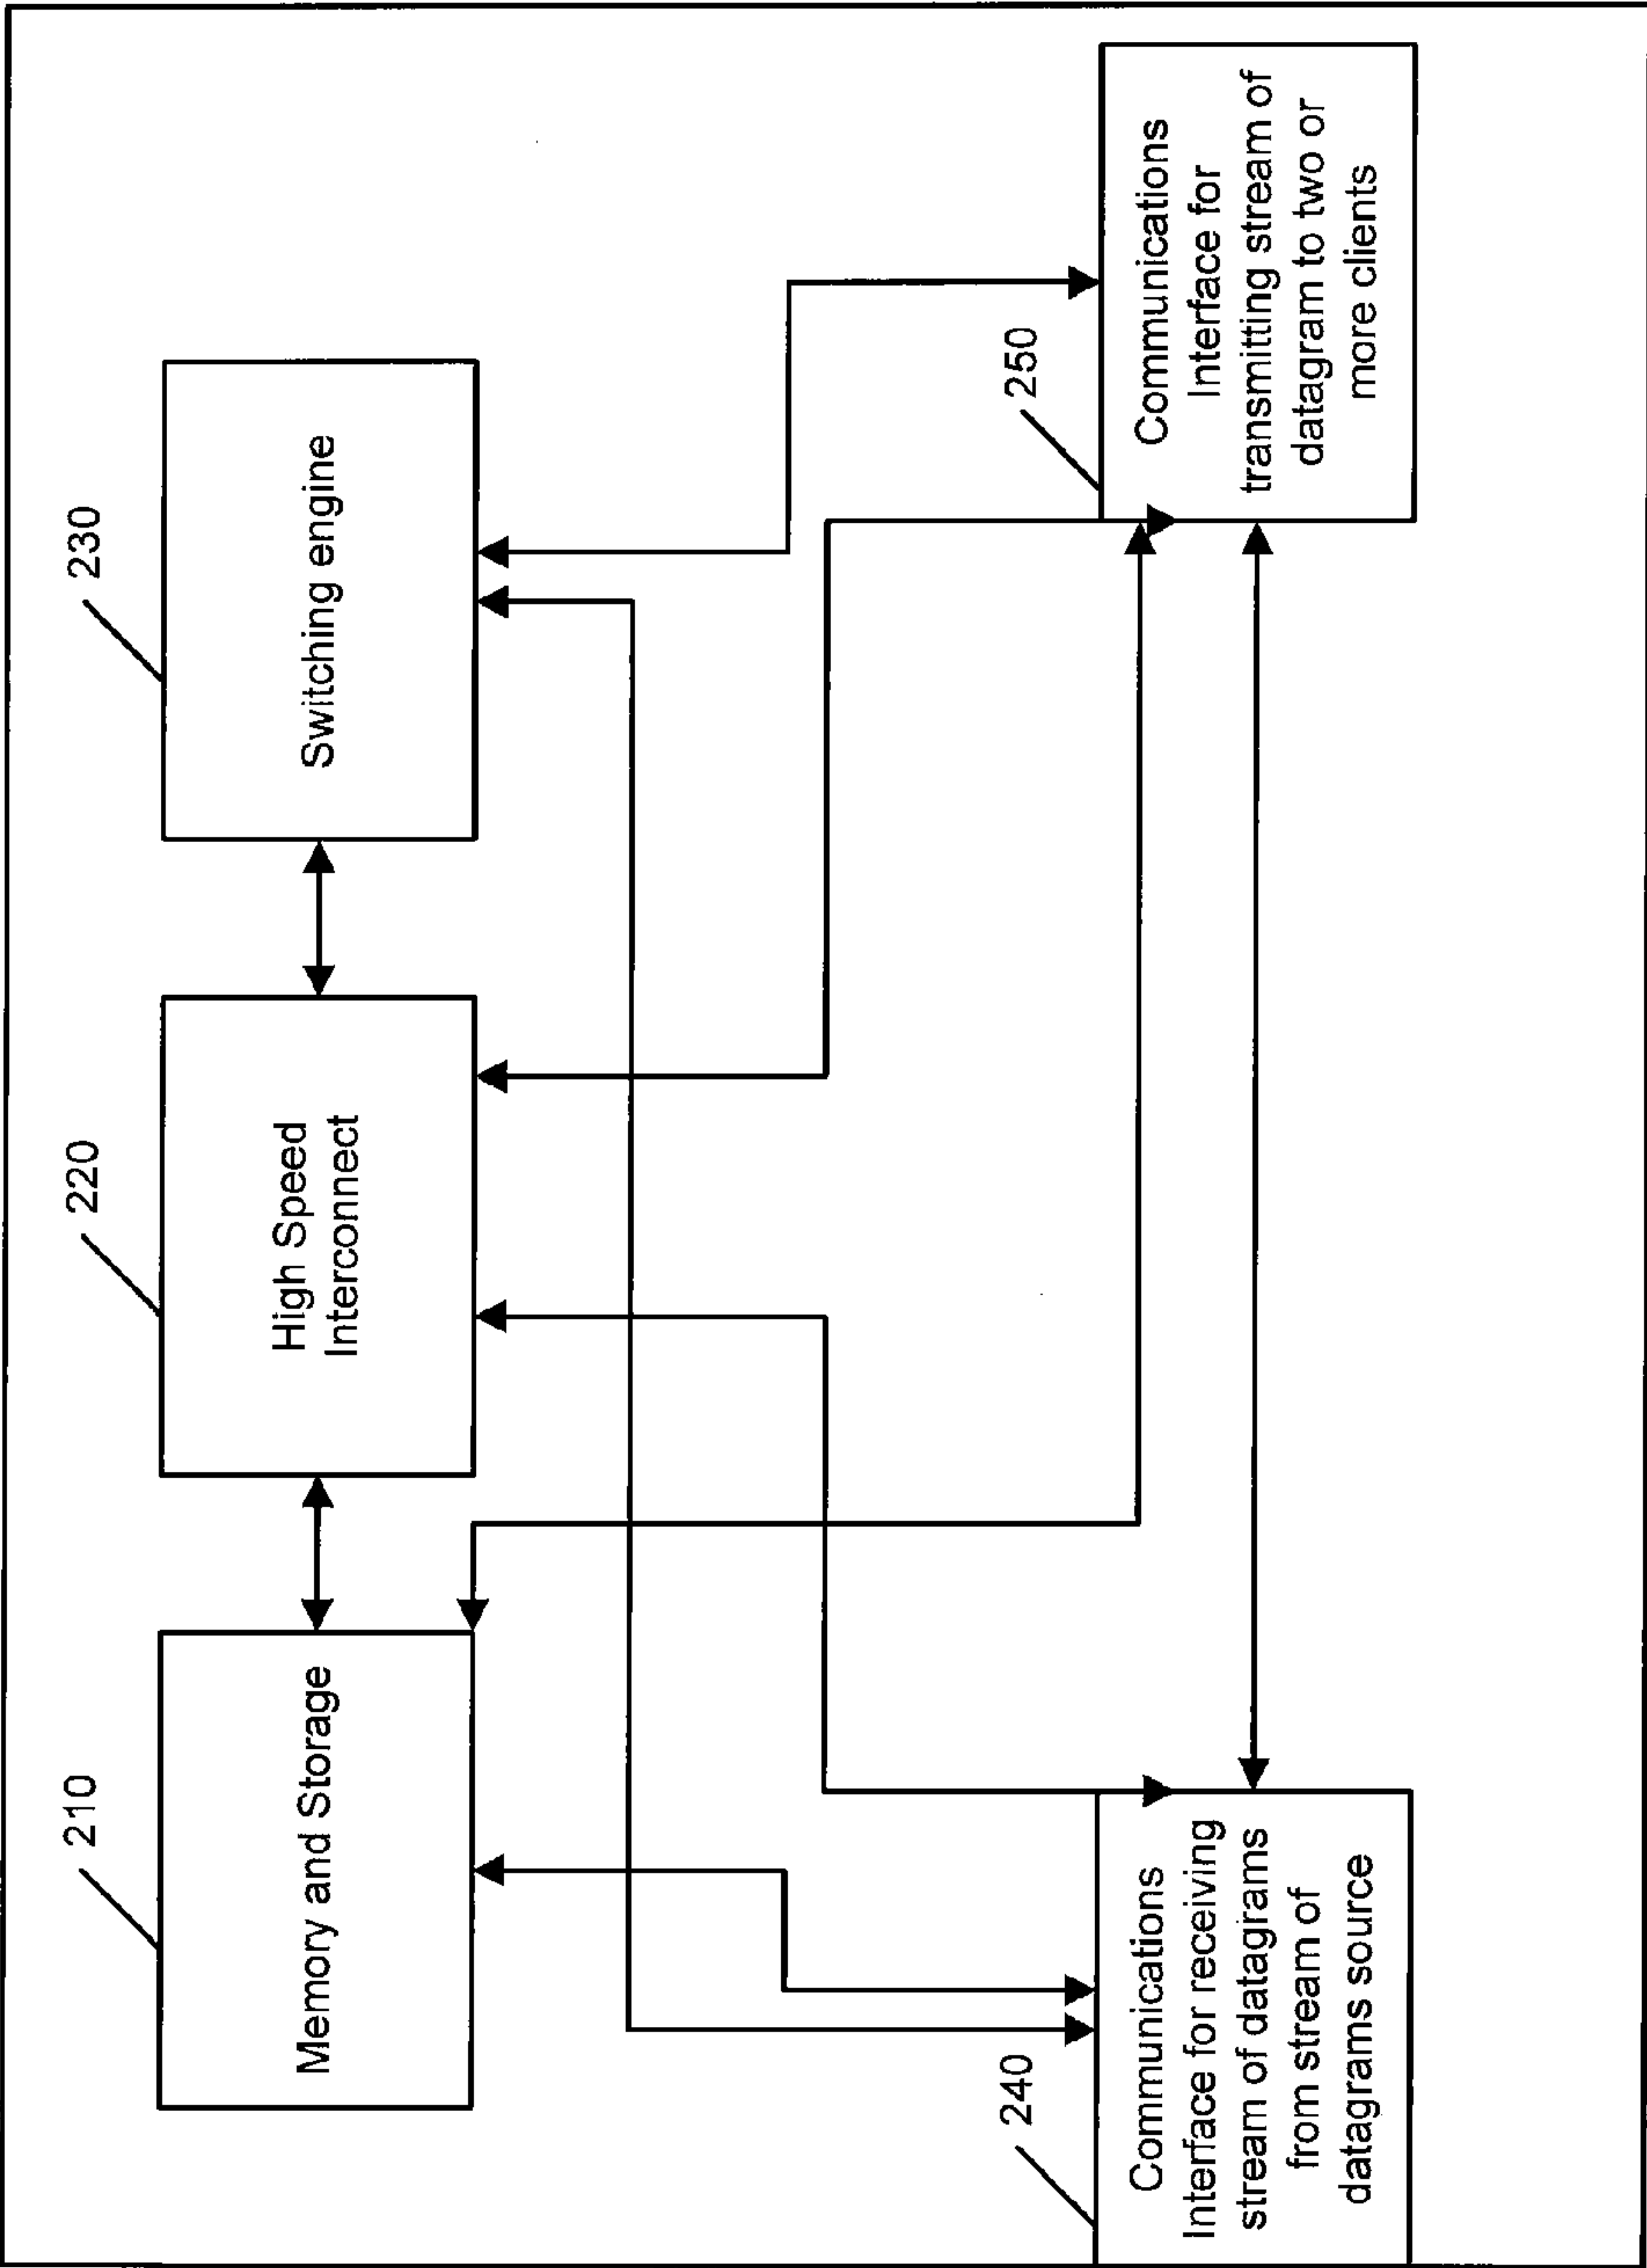 210
Memory and Storage
220
High Speed
Interconnect
230
Switching engine
240
Communications
Interface for receiving
stream of datagrams
from stream of
datagrams source
250
Communications
Interface for
transmitting stream of
datagram to two or
more clients